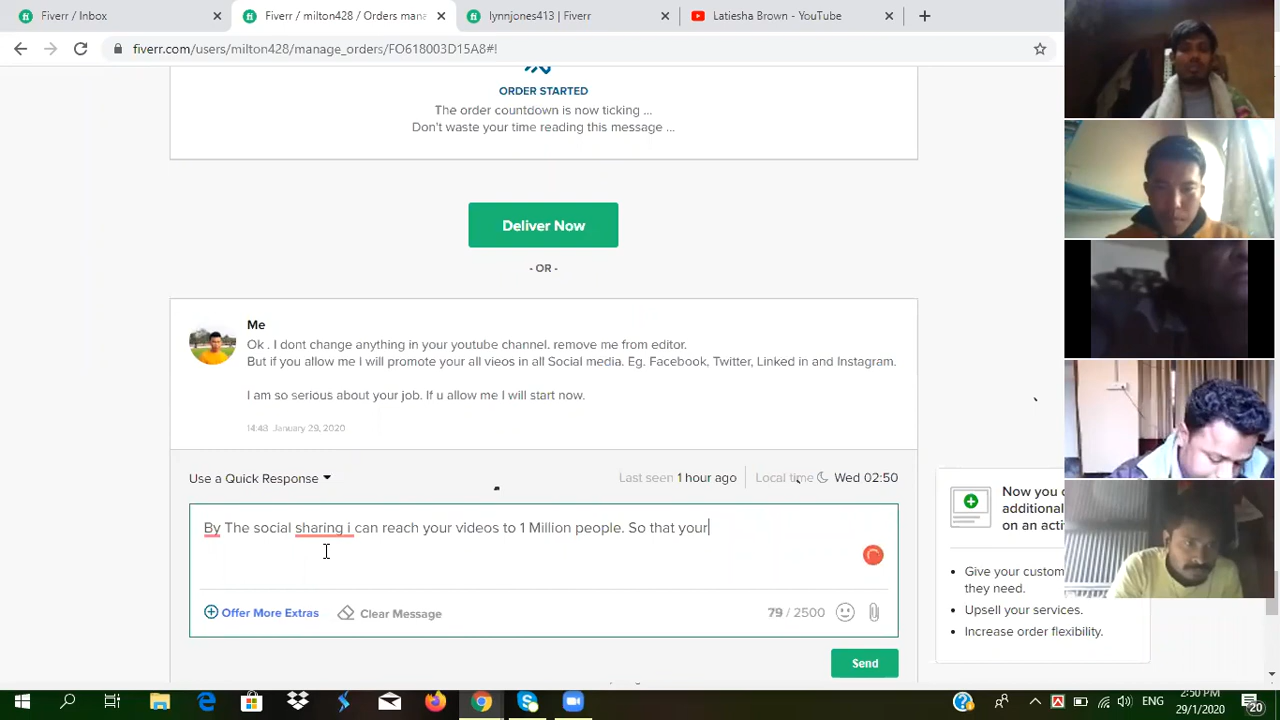 Fiverr / Inbox
Fiverr / milton428 / Orders mana
lynnjones413 | Fiverr
Latiesha Brown - YouTube
fiverr.com/users/milton428/manage_orders/FO618003D15A8#!
ORDER STARTED
The order countdown is now ticking ...
Don't waste your time reading this message ...
Deliver Now
- OR -
Me
Ok . I dont change anything in your youtube channel. remove me from editor.
But if you allow me I will promote your all vieos in all Social media. Eg. Facebook, Twitter, Linked in and Instagram.
I am so serious about your job. If u allow me I will start now.
14:48 January 29, 2020
Use a Quick Response
Last seen 1 hour ago
Local time Wed 02:50
By The social sharing i can reach your videos to 1 Million people. So that your
Offer More Extras
Clear Message
79 / 2500
Send
Now you
additional
on an acti
Give your custom
they need.
Upsell your services.
Increase order flexibility.
ENG
2:50 PM
29/1/2020
20